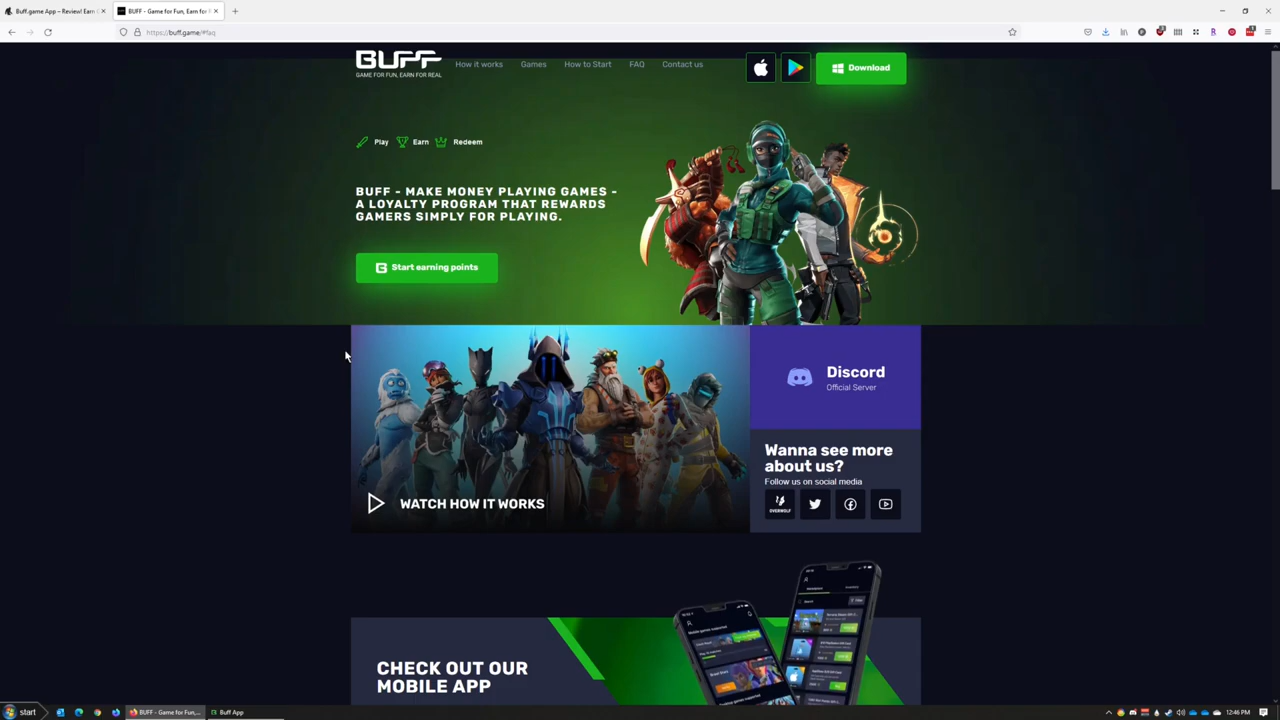 Buff.game App – Review! Earn
BUFF - Game for Fun, Earn for
https://buff.game/#faq
BUFF
GAME FOR FUN, EARN FOR REAL
How it works
Games
How to Start
FAQ
Contact us
Download
Play
Earn
Redeem
BUFF - MAKE MONEY PLAYING GAMES -
A LOYALTY PROGRAM THAT REWARDS
GAMERS SIMPLY FOR PLAYING.
Start earning points
WATCH HOW IT WORKS
Discord
Official Server
Wanna see more
about us?
Follow us on social media
OVERWOLF
CHECK OUT OUR
MOBILE APP
start
BUFF - Game for Fun,...
Buff App
12:46 PM